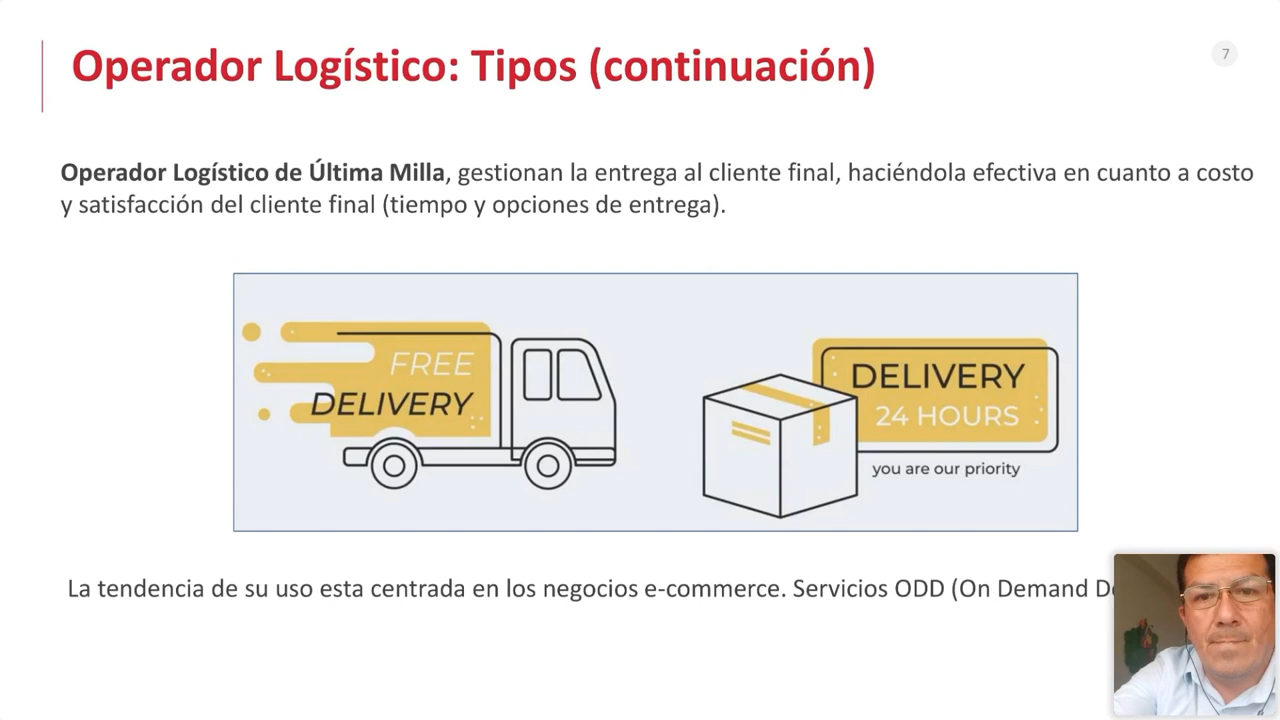 Operador Logístico: Tipos (continuación)
7
Operador Logístico de Última Milla, gestionan la entrega al cliente final, haciéndola efectiva en cuanto a costo
y satisfacción del cliente final (tiempo y opciones de entrega).
FREE
DELIVERY
DELIVERY
24 HOURS
you are our priority
La tendencia de su uso esta centrada en los negocios e-commerce. Servicios ODD (On Demand